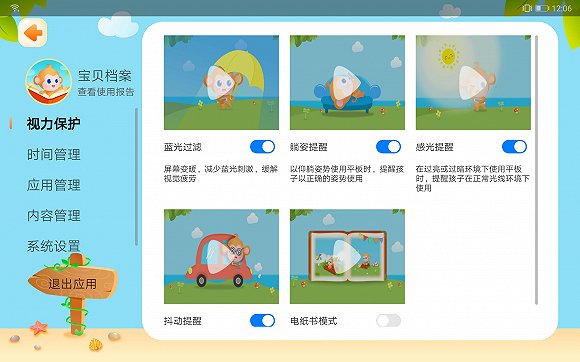 12:06
宝贝档案
查看使用报告
视力保护
时间管理
应用管理
内容管理
系统设置
退出应用
蓝光过滤
屏幕变暖，减少蓝光刺激，缓解
视觉疲劳
躺姿提醒
以仰躺姿势使用平板时，提醒孩
子以正确的姿势使用
感光提醒
在过亮或过暗环境下使用平板
时，提醒孩子在正常光线环境下
使用
抖动提醒
电纸书模式